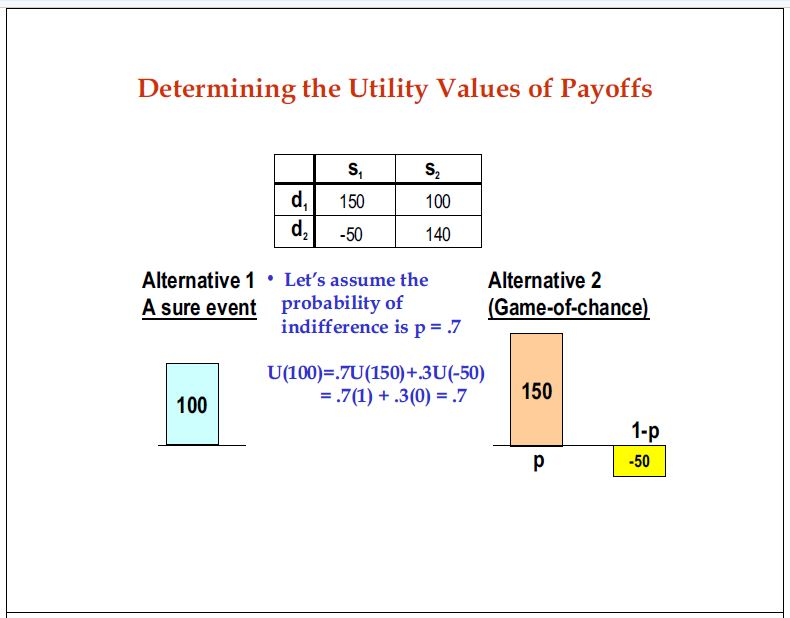 Determining the Utility Values of Payoffs
s₁ s₂
d₁ 150 100
d₂ -50 140
Alternative 1
A sure event
• Let's assume the
probability of
indifference is p = .7
U(100)=.7U(150)+.3U(-50)
= .7(1) + .3(0) = .7
Alternative 2
(Game-of-chance)
100
150
1-p
p
-50